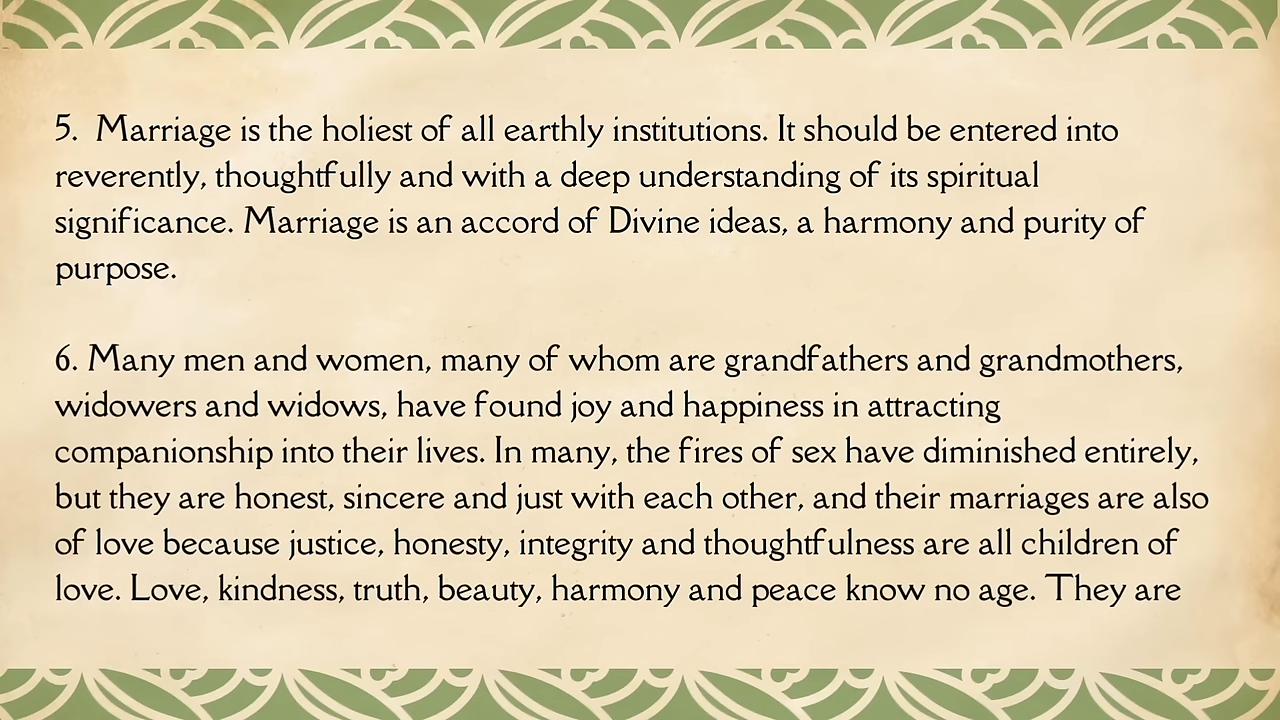 5.  Marriage is the holiest of all earthly institutions. It should be entered into
reverently, thoughtfully and with a deep understanding of its spiritual
significance. Marriage is an accord of Divine ideas, a harmony and purity of
purpose.
6. Many men and women, many of whom are grandfathers and grandmothers,
widowers and widows, have found joy and happiness in attracting
companionship into their lives. In many, the fires of sex have diminished entirely,
but they are honest, sincere and just with each other, and their marriages are also
of love because justice, honesty, integrity and thoughtfulness are all children of
love. Love, kindness, truth, beauty, harmony and peace know no age. They are